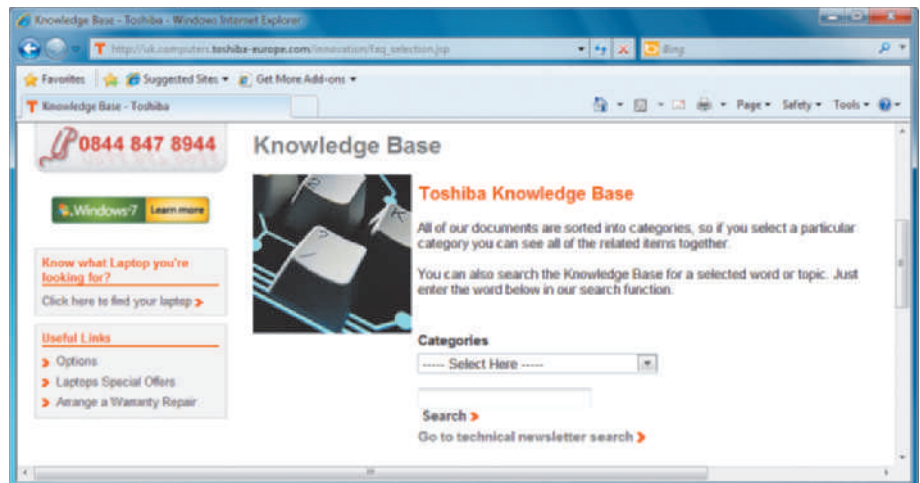 Knowledge Base - Toshiba - Windows Internet Explorer
http://uk.computers.toshiba-europe.com/innovation/faq_selection.jsp
Bing
Favorites Suggested Sites Get More Add-ons
Knowledge Base - Toshiba
Page Safety Tools
0844 847 8944
Windows 7 Learn more
Know what Laptop you're
looking for?
Click here to find your laptop
Useful Links
Options
Laptops Special Offers
Arrange a Warranty Repair
Knowledge Base
Toshiba Knowledge Base
All of our documents are sorted into categories, so if you select a particular
category you can see all of the related items together.
You can also search the Knowledge Base for a selected word or topic. Just
enter the word below in our search function.
Categories
----- Select Here -----
Search
Go to technical newsletter search